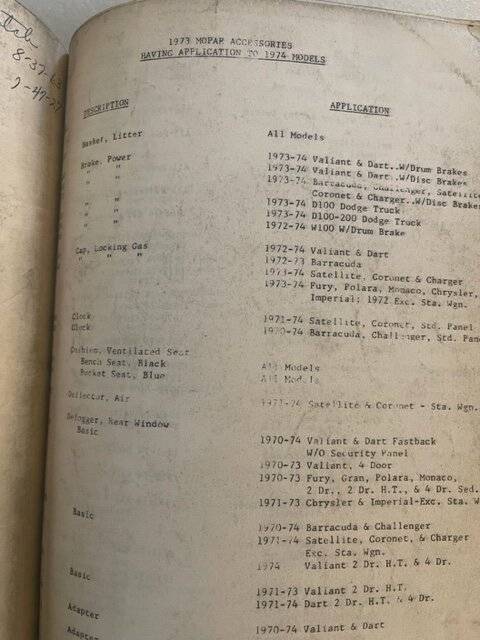 8-37-63
1973 MOPAR ACCESSORIES
HAVING APPLICATION TO 1974 MODELS
DESCRIPTION APPLICATION
Basket, Litter All Models
Brake, Power 1973-74 Valiant & Dart..W/Drum Brakes
" " 1973-74 Valiant & Dart..W/Disc Brakes
" " 1973-74 Barracuda, Challenger, Satellite
Coronet & Charger..W/Disc Brakes
" " 1973-74 D100 Dodge Truck
" " 1973-74 D100-200 Dodge Truck
" " 1972-74 W100 W/Drum Brake
Cap, Locking Gas 1972-74 Valiant & Dart
" " " 1972-73 Barracuda
1973-74 Satellite, Coronet & Charger
1973-74 Fury, Polara, Monaco, Chrysler,
Imperial; 1972 Exc. Sta. Wgn.
Clock 1971-74 Satellite, Coronet, Std. Panel
Clock 1970-74 Barracuda, Challenger, Std. Pan
Cushion, Ventilated Seat
Bench Seat, Black All Models
Bucket Seat, Blue All Models
Deflector, Air 1971-74 Satellite & Coronet - Sta. Wgn.
Defogger, Rear Window
Basic 1970-74 Valiant & Dart Fastback
W/O Security Panel
1970-73 Valiant, 4 Door
1970-73 Fury, Gran, Polara, Monaco,
2 Dr., 2 Dr. H.T., & 4 Dr. Sed.
1971-73 Chrysler & Imperial-Exc. Sta. W
Basic 1970-74 Barracuda & Challenger
1971-74 Satellite, Coronet, & Charger
Exc. Sta. Wgn.
1974 Valiant 2 Dr. H.T. & 4 Dr.
Basic 1971-73 Valiant 2 Dr. H.T.
1971-74 Dart 2 Dr. H.T. & 4 Dr.
Adapter 1970-74 Valiant & Dart
Adapter